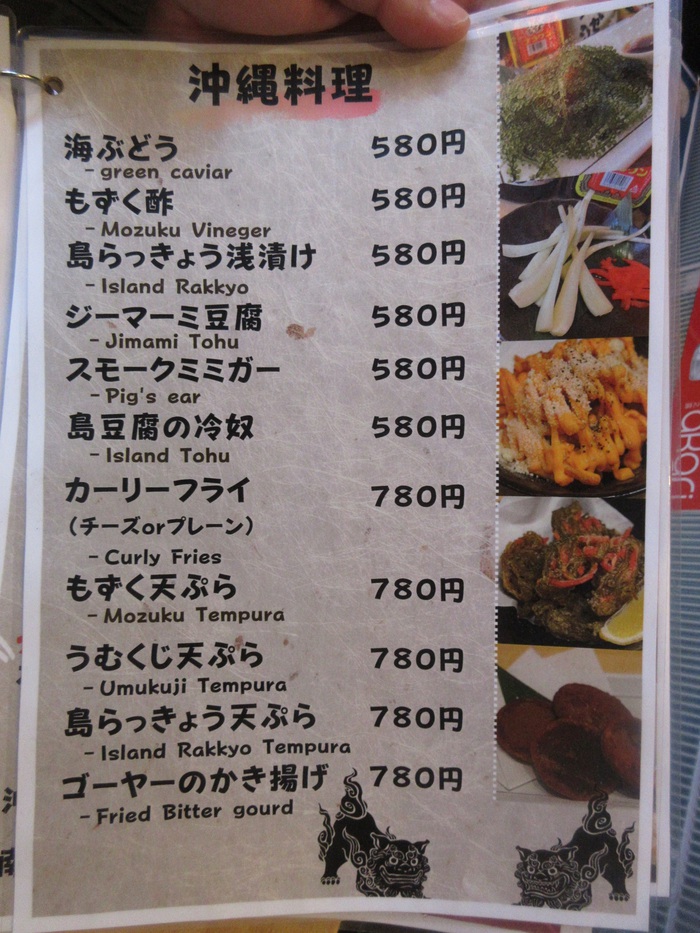 沖縄料理
海ぶどう 580円
- green caviar
もずく酢 580円
- Mozuku Vineger
島らっきょう浅漬け 580円
- Island Rakkyo
ジーマーミ豆腐 580円
- Jimami Tohu
スモークミミガー 580円
- Pig's ear
島豆腐の冷奴 580円
- Island Tohu
カーリーフライ 780円
(チーズorプレーン)
- Curly Fries
もずく天ぷら 780円
- Mozuku Tempura
うむくじ天ぷら 780円
- Umukuji Tempura
島らっきょう天ぷら 780円
- Island Rakkyo Tempura
ゴーヤーのかき揚げ 780円
- Fried Bitter gourd